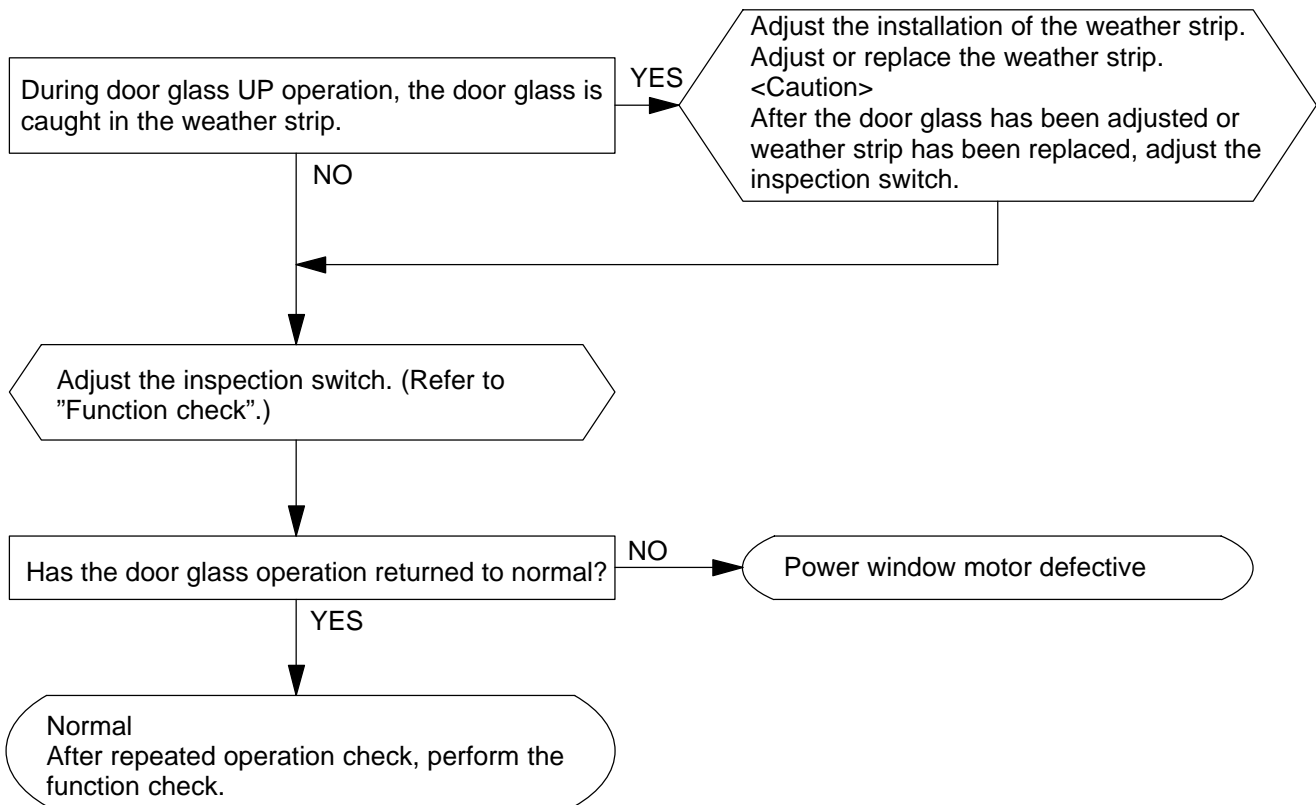 During door glass UP operation, the door glass is
caught in the weather strip.
YES
Adjust the installation of the weather strip.
Adjust or replace the weather strip.
<Caution>
After the door glass has been adjusted or
weather strip has been replaced, adjust the
inspection switch.
NO
Adjust the inspection switch. (Refer to
”Function check”.)
Has the door glass operation returned to normal?
NO
Power window motor defective
YES
Normal
After repeated operation check, perform the
function check.